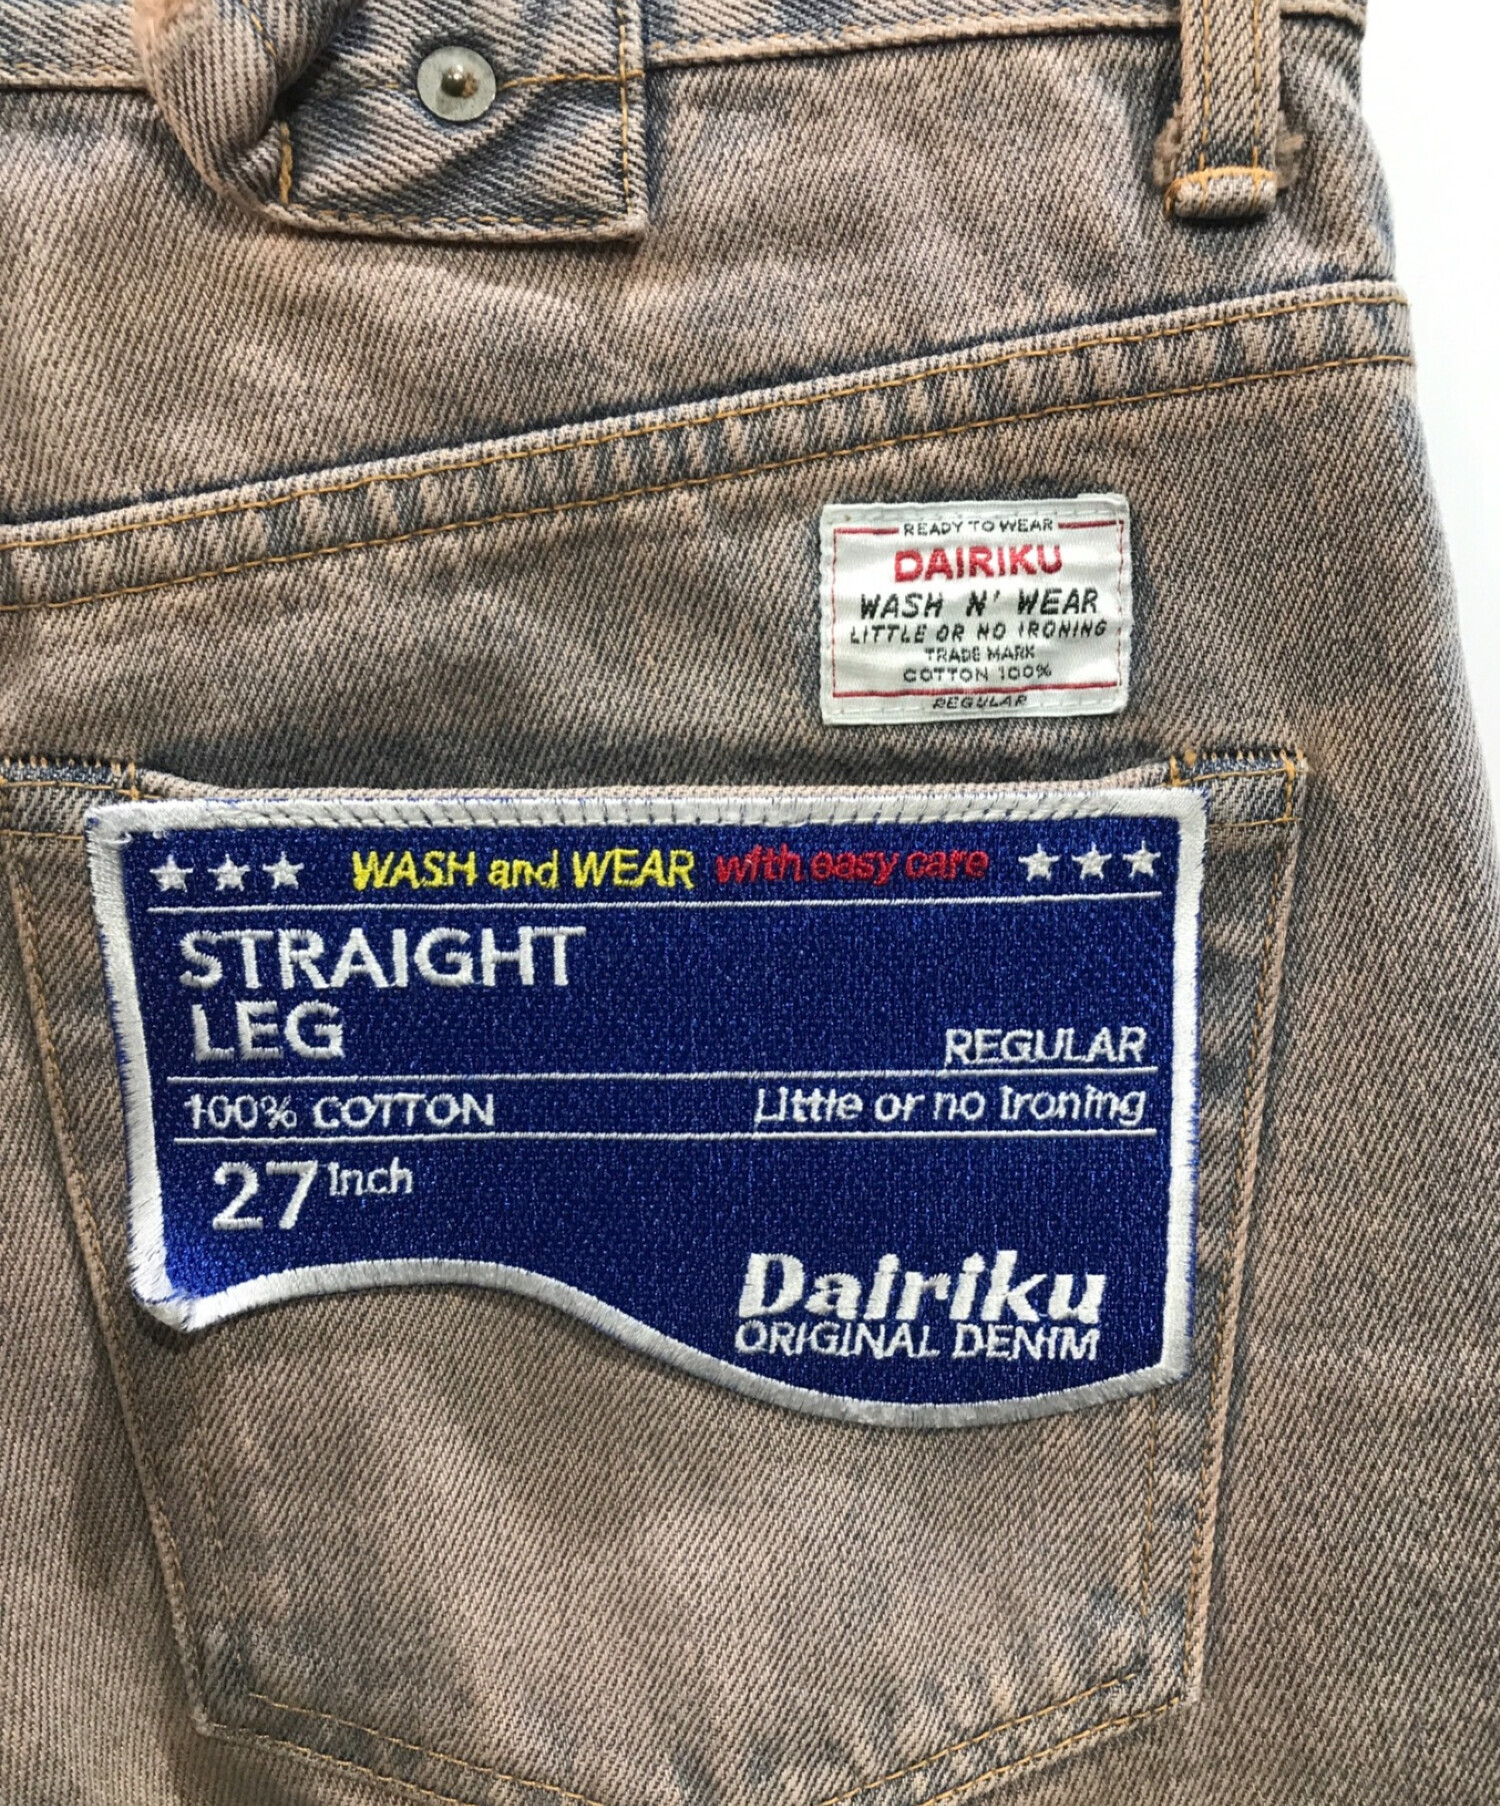 READY TO WEAR
DAIRIKU
WASH N' WEAR
LITTLE OR NO IRONING
TRADE MARK
COTTON 100%
REGULAR
WASH and WEAR with easy care
STRAIGHT
LEG
REGULAR
100% COTTON Little or no ironing
27 inch
Dairiku
ORIGINAL DENIM